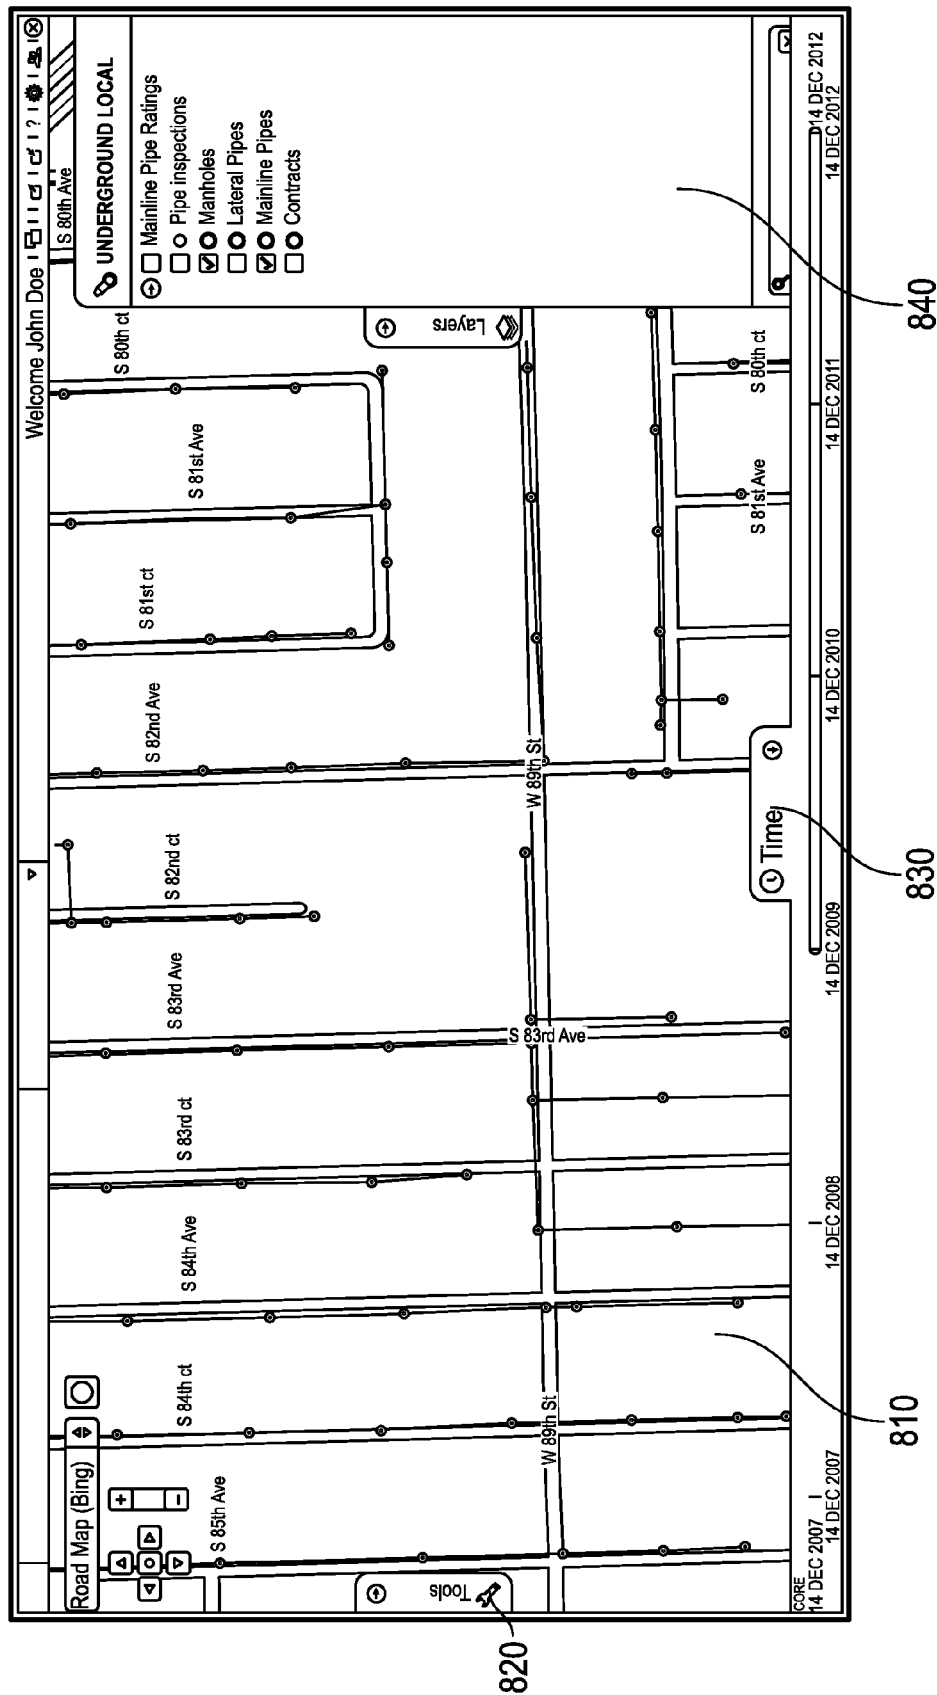 Welcome John Doe
?
S 80th Ave
Road Map (Bing)
+
−
UNDERGROUND LOCAL
Mainline Pipe Ratings
Pipe inspections
Manholes
Lateral Pipes
Mainline Pipes
Contracts
S 85th Ave
S 84th ct
S 84th Ave
S 83rd ct
S 83rd Ave
S 82nd ct
S 82nd Ave
S 81st ct
S 81st Ave
S 80th ct
Tools
Layers
W 89th St
S 83rd Ave
W 89th St
S 81st Ave
S 80th ct
Time
CORE
14 DEC 2007
14 DEC 2007
14 DEC 2008
14 DEC 2009
14 DEC 2010
14 DEC 2011
14 DEC 2012
14 DEC 2012
820
810
830
840